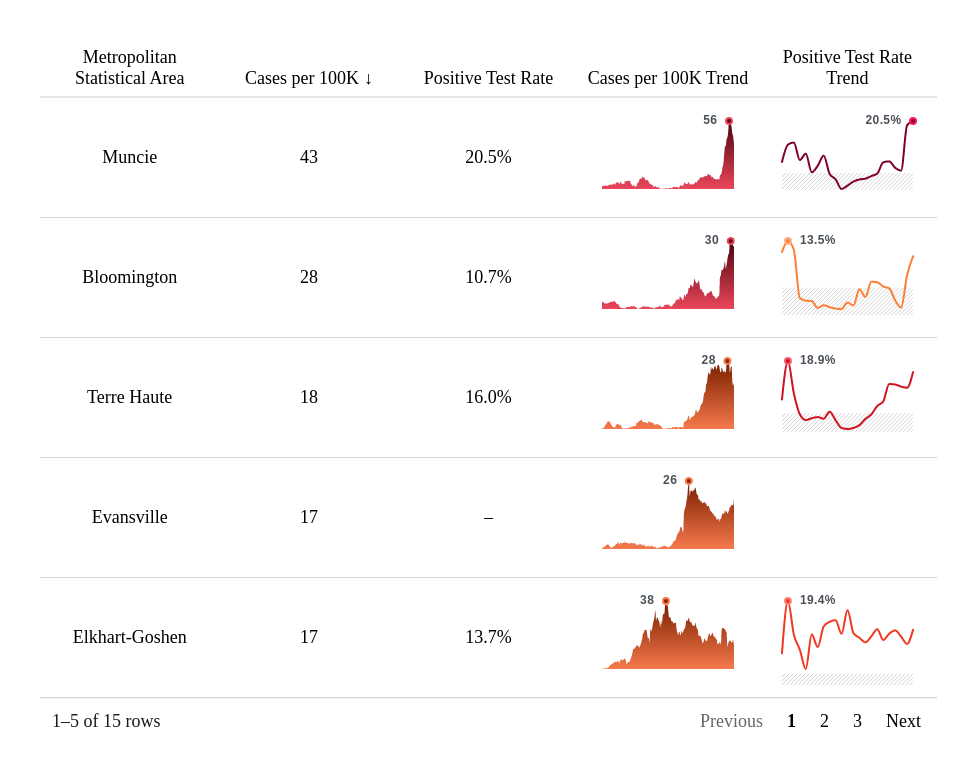 Metropolitan
Statistical Area
Cases per 100K ↓
Positive Test Rate
Cases per 100K Trend
Positive Test Rate
Trend
Muncie 43 20.5% 56 20.5%
Bloomington 28 10.7% 30 13.5%
Terre Haute 18 16.0% 28 18.9%
Evansville 17 – 26
Elkhart-Goshen 17 13.7% 38 19.4%
1–5 of 15 rows Previous 1 2 3 Next